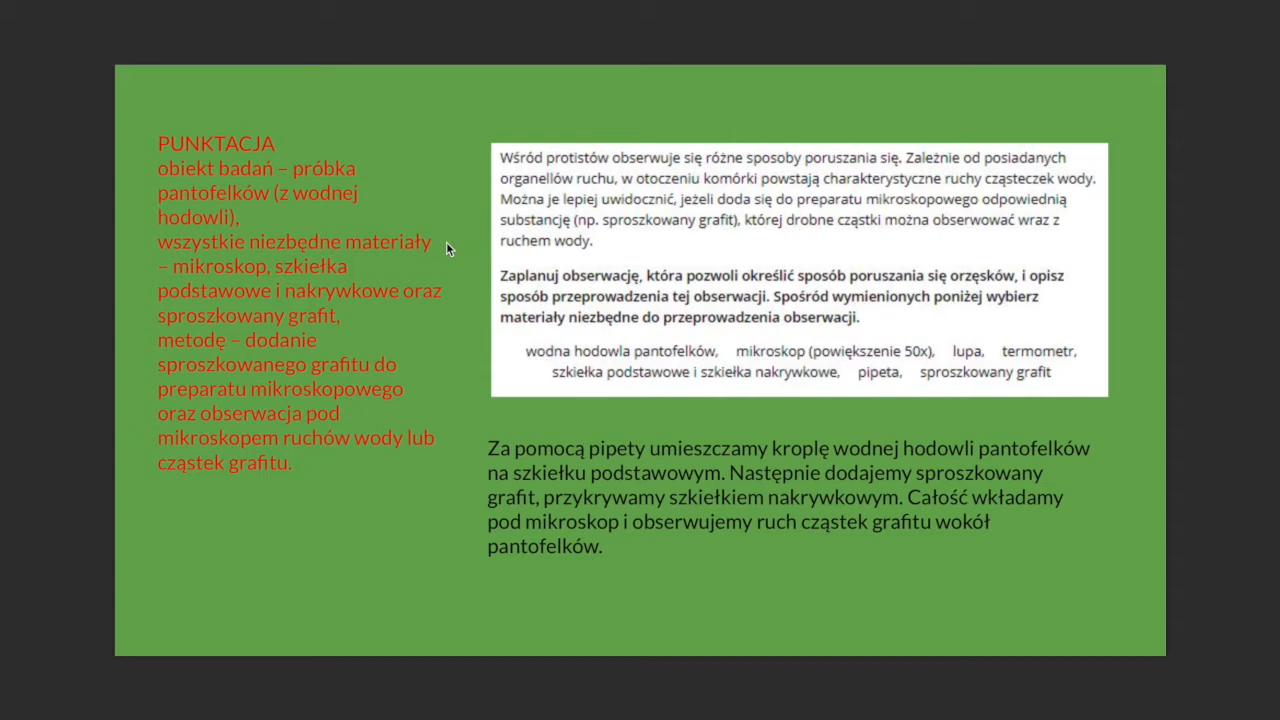 PUNKTACJA
obiekt badań – próbka
pantofelków (z wodnej
hodowli),
wszystkie niezbędne materiały
– mikroskop, szkiełka
podstawowe i nakrywkowe oraz
sproszkowany grafit,
metodę – dodanie
sproszkowanego grafitu do
preparatu mikroskopowego
oraz obserwacja pod
mikroskopem ruchów wody lub
cząstek grafitu.
Wśród protistów obserwuje się różne sposoby poruszania się. Zależnie od posiadanych
organellów ruchu, w otoczeniu komórki powstają charakterystyczne ruchy cząsteczek wody.
Można je lepiej uwidocznić, jeżeli doda się do preparatu mikroskopowego odpowiednią
substancję (np. sproszkowany grafit), której drobne cząstki można obserwować wraz z
ruchem wody.
Zaplanuj obserwację, która pozwoli określić sposób poruszania się orzęsków, i opisz
sposób przeprowadzenia tej obserwacji. Spośród wymienionych poniżej wybierz
materiały niezbędne do przeprowadzenia obserwacji.
wodna hodowla pantofelków, mikroskop (powiększenie 50x), lupa, termometr,
szkiełka podstawowe i szkiełka nakrywkowe, pipeta, sproszkowany grafit
Za pomocą pipety umieszczamy kroplę wodnej hodowli pantofelków
na szkiełku podstawowym. Następnie dodajemy sproszkowany
grafit, przykrywamy szkiełkiem nakrywkowym. Całość wkładamy
pod mikroskop i obserwujemy ruch cząstek grafitu wokół
pantofelków.